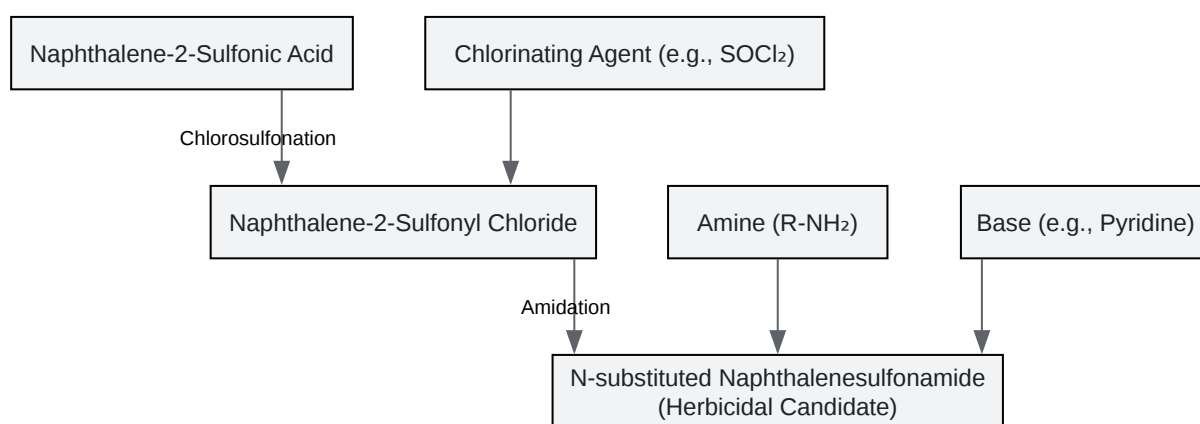 Naphthalene-2-Sulfonic Acid
Chlorinating Agent (e.g., SOCl₂)
Chlorosulfonation
Naphthalene-2-Sulfonyl Chloride
Amine (R-NH₂)
Base (e.g., Pyridine)
Amidation
N-substituted Naphthalenesulfonamide
(Herbicidal Candidate)